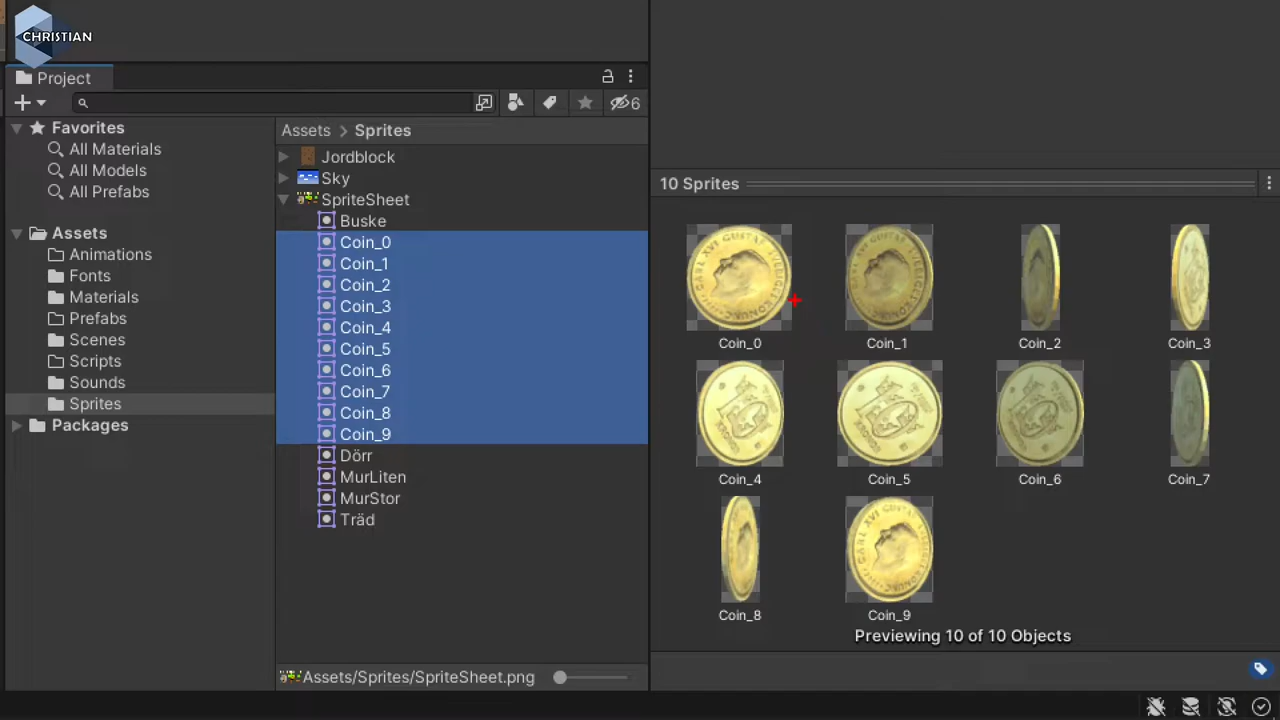 CHRISTIAN
Project
6
Favorites
All Materials
All Models
All Prefabs
Assets
Animations
Fonts
Materials
Prefabs
Scenes
Scripts
Sounds
Sprites
Packages
Assets > Sprites
Jordblock
Sky
SpriteSheet
Buske
Coin_0
Coin_1
Coin_2
Coin_3
Coin_4
Coin_5
Coin_6
Coin_7
Coin_8
Coin_9
Dörr
MurLiten
MurStor
Träd
Assets/Sprites/SpriteSheet.png
10 Sprites
Coin_0 Coin_1 Coin_2 Coin_3
Coin_4 Coin_5 Coin_6 Coin_7
Coin_8 Coin_9
Previewing 10 of 10 Objects